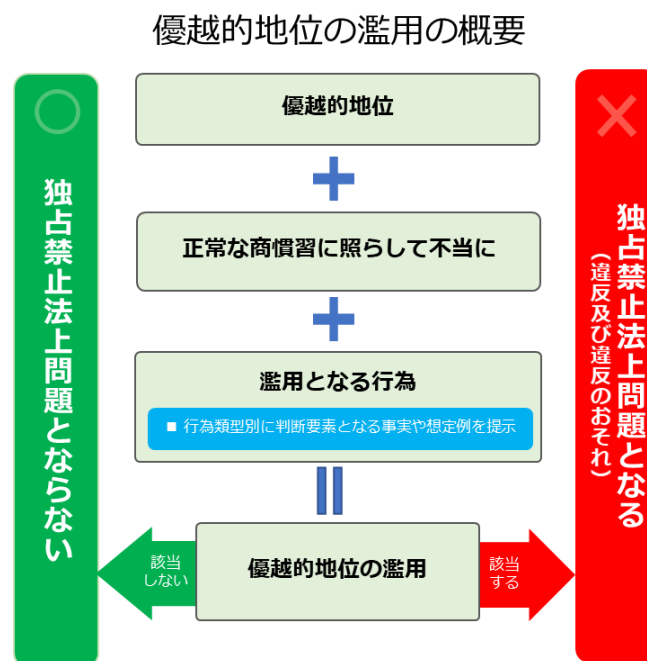 優越的地位の濫用の概要
○
独占禁止法上問題とならない
優越的地位
+
正常な商慣習に照らして不当に
+
濫用となる行為
■ 行為類型別に判断要素となる事実や想定例を提示
||
優越的地位の濫用
該当
しない
該当
する
×
独占禁止法上問題となる
(違反及び違反のおそれ)